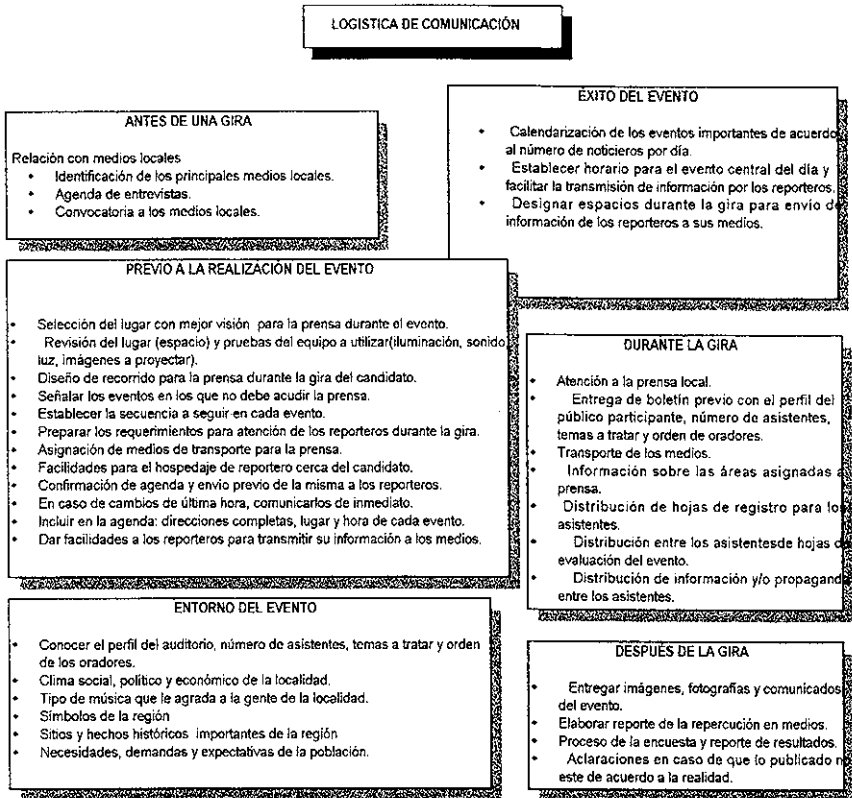 LOGISTICA DE COMUNICACIÓN
ANTES DE UNA GIRA
Relación con medios locales
• Identificación de los principales medios locales.
• Agenda de entrevistas.
• Convocatoria a los medios locales.
ÉXITO DEL EVENTO
• Calendarización de los eventos importantes de acuerdo
al número de noticieros por día.
• Establecer horario para el evento central del día y
facilitar la transmisión de información por los reporteros.
• Designar espacios durante la gira para envío de
información de los reporteros a sus medios.
PREVIO A LA REALIZACIÓN DEL EVENTO
• Selección del lugar con mejor visión para la prensa durante el evento.
• Revisión del lugar (espacio) y pruebas del equipo a utilizar(iluminación, sonido
luz, imágenes a proyectar).
• Diseño de recorrido para la prensa durante la gira del candidato.
• Señalar los eventos en los que no debe acudir la prensa.
• Establecer la secuencia a seguir en cada evento.
• Preparar los requerimientos para atención de los reporteros durante la gira.
• Asignación de medios de transporte para la prensa.
• Facilidades para el hospedaje de reportero cerca del candidato.
• Confirmación de agenda y envio previo de la misma a los reporteros.
• En caso de cambios de última hora, comunicarlos de inmediato.
• Incluir en la agenda: direcciones completas, lugar y hora de cada evento.
• Dar facilidades a los reporteros para transmitir su información a los medios.
DURANTE LA GIRA
• Atención a la prensa local.
• Entrega de boletín previo con el perfil del
público participante, número de asistentes,
temas a tratar y orden de oradores.
• Transporte de los medios.
• Información sobre las áreas asignadas a
prensa.
• Distribución de hojas de registro para los
asistentes.
• Distribución entre los asistentesde hojas de
evaluación del evento.
• Distribución de información y/o propaganda
entre los asistentes.
ENTORNO DEL EVENTO
• Conocer el perfil del auditorio, número de asistentes, temas a tratar y orden
de los oradores.
• Clima social, político y económico de la localidad.
• Tipo de música que le agrada a la gente de la localidad.
• Símbolos de la región
• Sitios y hechos históricos importantes de la región
• Necesidades, demandas y expectativas de la población.
DESPUÉS DE LA GIRA
• Entregar imágenes, fotografías y comunicados
del evento.
• Elaborar reporte de la repercución en medios.
• Proceso de la encuesta y reporte de resultados.
• Aclaraciones en caso de que lo publicado no
este de acuerdo a la realidad.